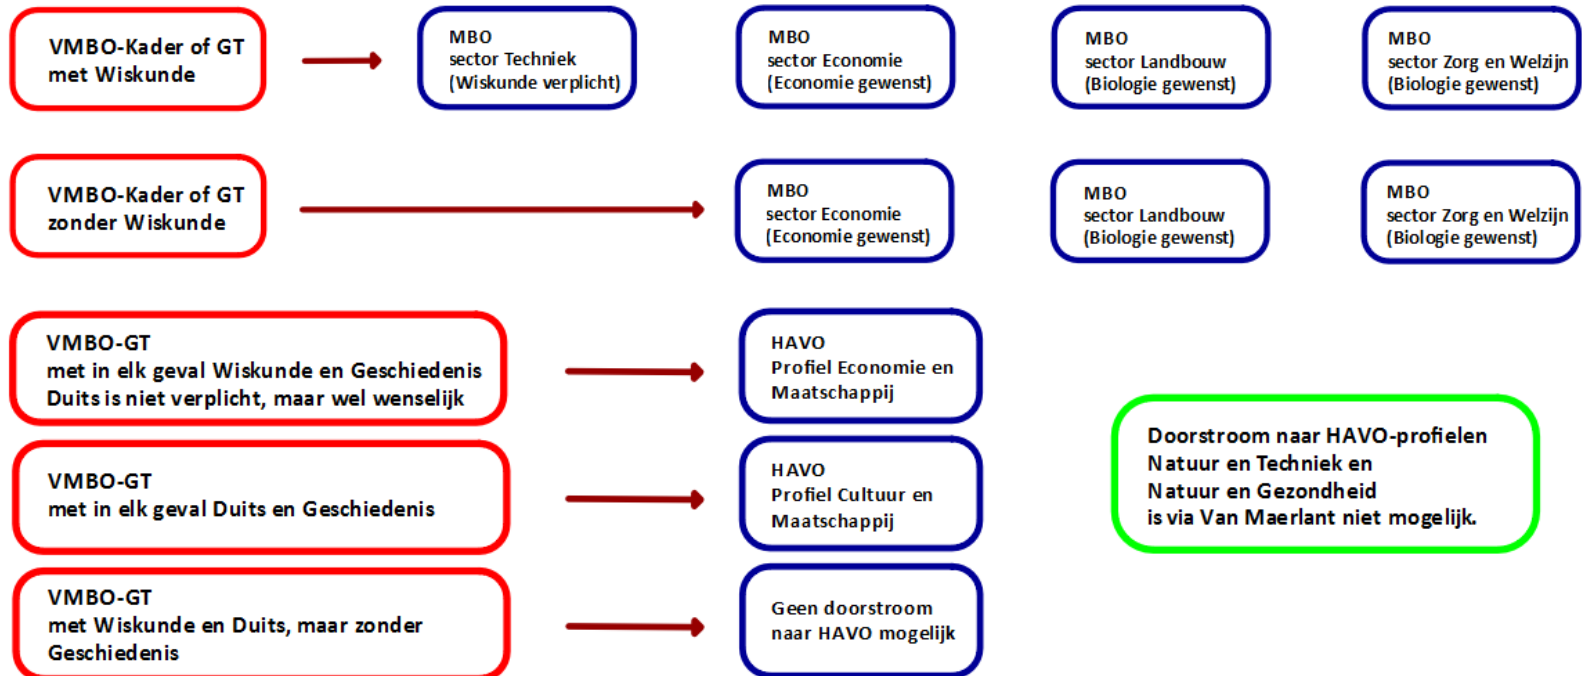 VMBO-Kader of GT
met Wiskunde
MBO
sector Techniek
(Wiskunde verplicht)
MBO
sector Economie
(Economie gewenst)
MBO
sector Landbouw
(Biologie gewenst)
MBO
sector Zorg en Welzijn
(Biologie gewenst)
VMBO-Kader of GT
zonder Wiskunde
MBO
sector Economie
(Economie gewenst)
MBO
sector Landbouw
(Biologie gewenst)
MBO
sector Zorg en Welzijn
(Biologie gewenst)
VMBO-GT
met in elk geval Wiskunde en Geschiedenis
Duits is niet verplicht, maar wel wenselijk
HAVO
Profiel Economie en
Maatschappij
VMBO-GT
met in elk geval Duits en Geschiedenis
HAVO
Profiel Cultuur en
Maatschappij
Doorstroom naar HAVO-profielen
Natuur en Techniek en
Natuur en Gezondheid
is via Van Maerlant niet mogelijk.
VMBO-GT
met Wiskunde en Duits, maar zonder
Geschiedenis
Geen doorstroom
naar HAVO mogelijk